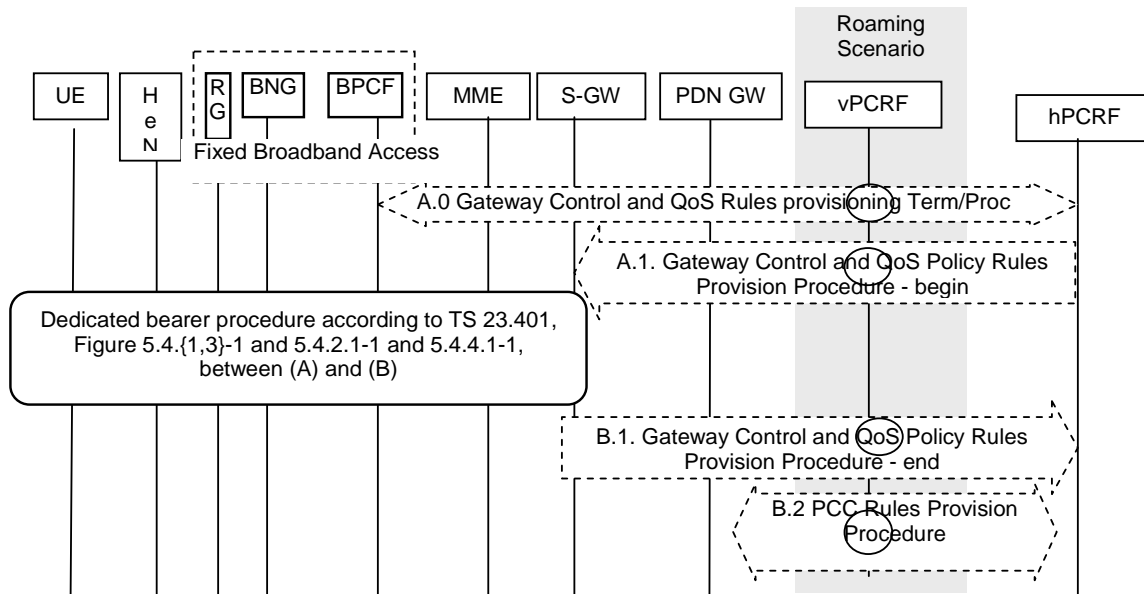 Roaming
Scenario
UE
H
e
N
R
G
BNG
BPCF
MME
S-GW
PDN GW
vPCRF
hPCRF
Fixed Broadband Access
A.0 Gateway Control and QoS Rules provisioning Term/Proc
A.1. Gateway Control and QoS Policy Rules
Provision Procedure - begin
Dedicated bearer procedure according to TS 23.401,
Figure 5.4.{1,3}-1 and 5.4.2.1-1 and 5.4.4.1-1,
between (A) and (B)
B.1. Gateway Control and QoS Policy Rules
Provision Procedure - end
B.2 PCC Rules Provision
Procedure